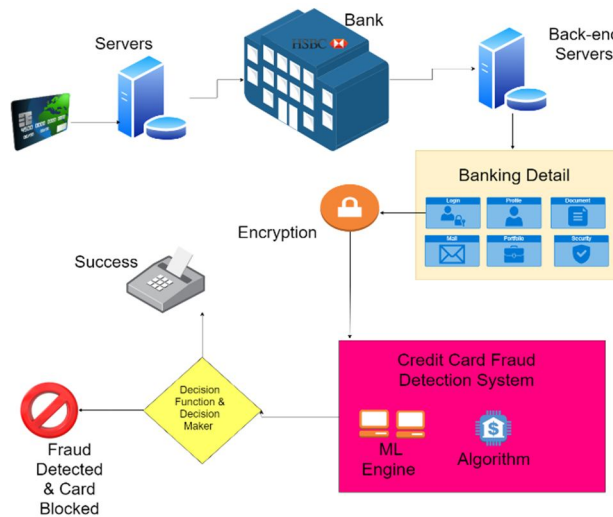 Servers
Bank
HSBC
Back-end
Servers
Banking Detail
Login
Profile
Document
Mail
Portfolio
Security
Encryption
Success
Credit Card Fraud
Detection System
ML
Engine
Algorithm
Decision
Function &
Decision
Maker
Fraud
Detected
& Card
Blocked